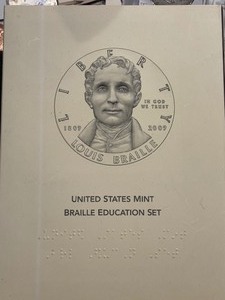 LIBERTY
IN GOD
WE TRUST
1809 2009
LOUIS BRAILLE
UNITED STATES MINT
BRAILLE EDUCATION SET